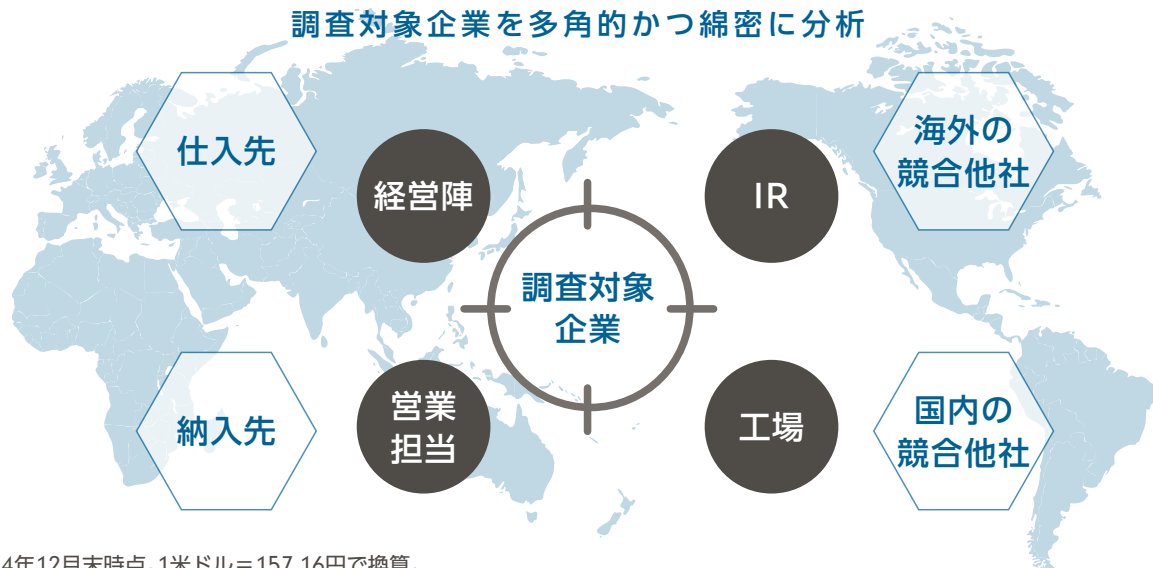 調査対象企業を多角的かつ綿密に分析
仕入先
経営陣
IR
海外の
競合他社
調査対象
企業
納入先
営業
担当
工場
国内の
競合他社
4年12月末時点、1米ドル=157.16円で換算。